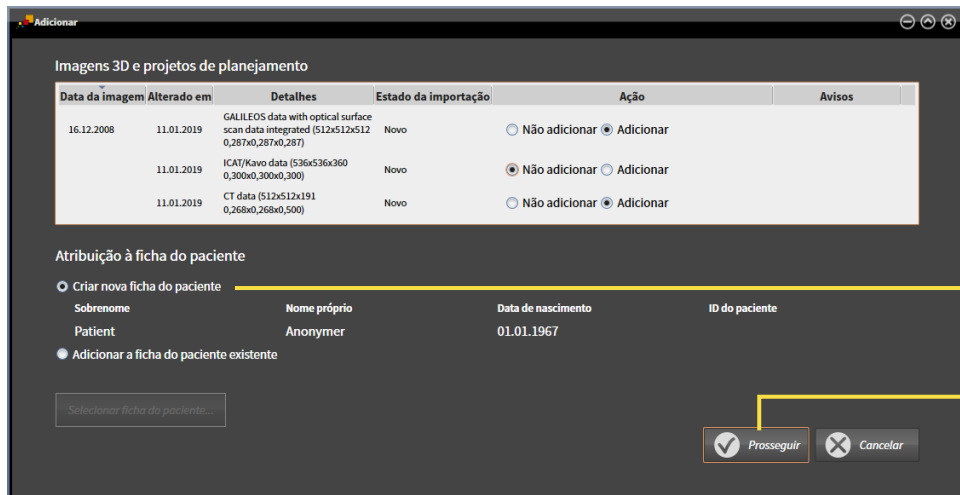 Adicionar
Imagens 3D e projetos de planejamento
Data da imagem Alterado em Detalhes Estado da importação Ação Avisos
GALILEOS data with optical surface
16.12.2008 11.01.2019 scan data integrated (512x512x512 Novo Não adicionar Adicionar
0,287x0,287x0,287)
ICAT/Kavo data (536x536x360
11.01.2019 Novo Não adicionar Adicionar
0,300x0,300x0,300)
CT data (512x512x191
11.01.2019 Novo Não adicionar Adicionar
0,268x0,268x0,500)
Atribuição à ficha do paciente
Criar nova ficha do paciente
Sobrenome Nome próprio Data de nascimento ID do paciente
Patient Anonymer 01.01.1967
Adicionar a ficha do paciente existente
Selecionar ficha do paciente...
Prosseguir Cancelar